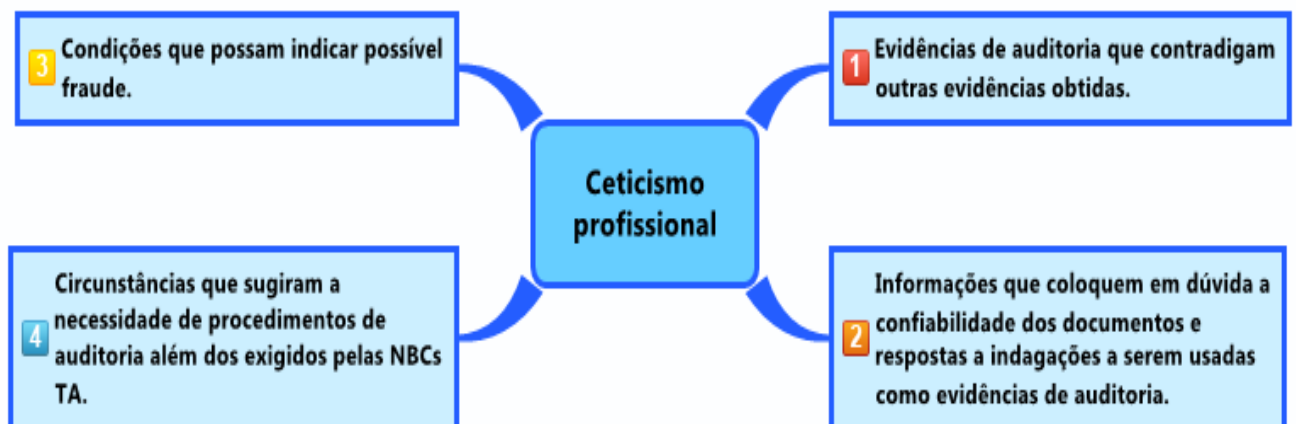 Ceticismo
profissional
1 Evidências de auditoria que contradigam
outras evidências obtidas.
2 Informações que coloquem em dúvida a
confiabilidade dos documentos e
respostas a indagações a serem usadas
como evidências de auditoria.
3 Condições que possam indicar possível
fraude.
4 Circunstâncias que sugiram a
necessidade de procedimentos de
auditoria além dos exigidos pelas NBCs
TA.